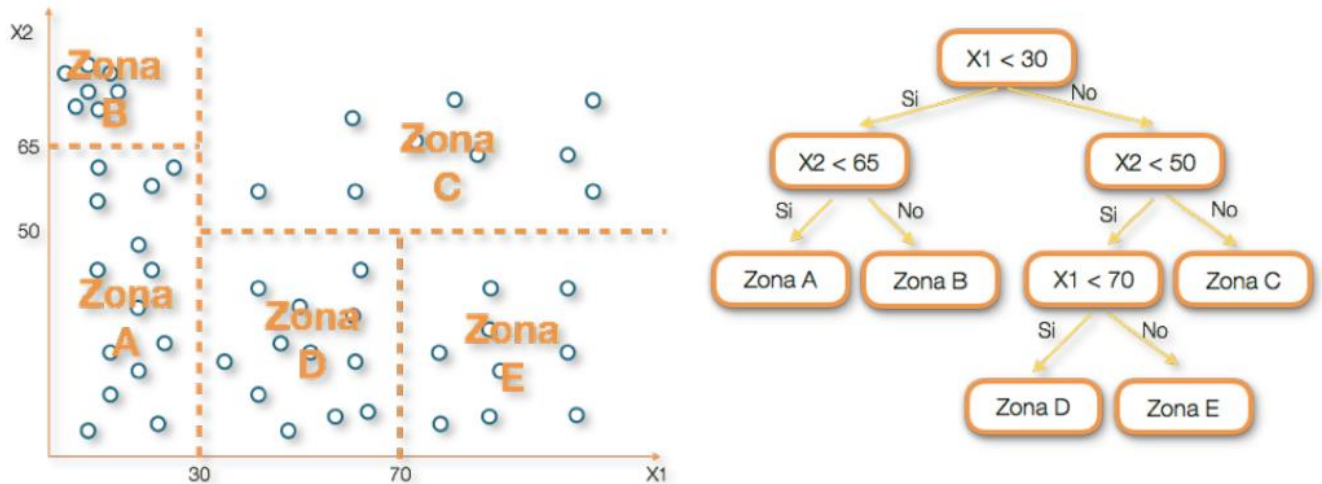 X2
Zona
B
65
Zona
C
50
Zona
A
Zona
D
Zona
E
30
70
X1
X1 < 30
Si
No
X2 < 65
X2 < 50
Si
No
Si
No
Zona A
Zona B
X1 < 70
Zona C
Si
No
Zona D
Zona E